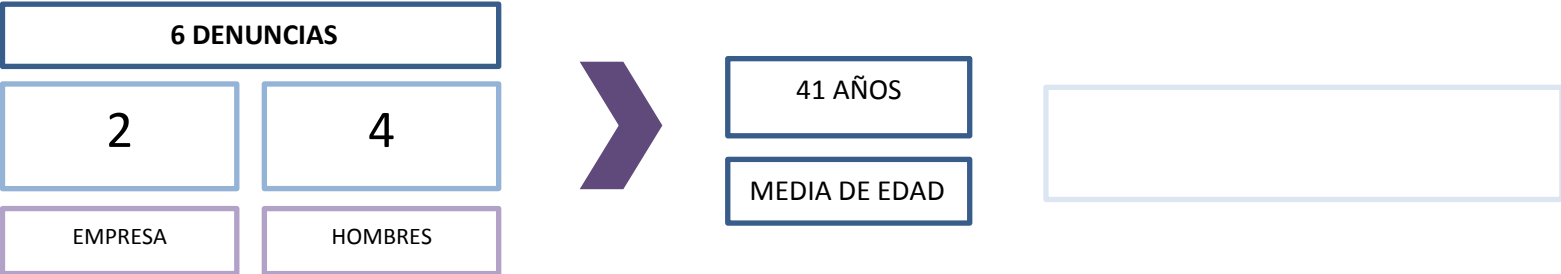 6 DENUNCIAS
2
4
EMPRESA
HOMBRES
41 AÑOS
MEDIA DE EDAD